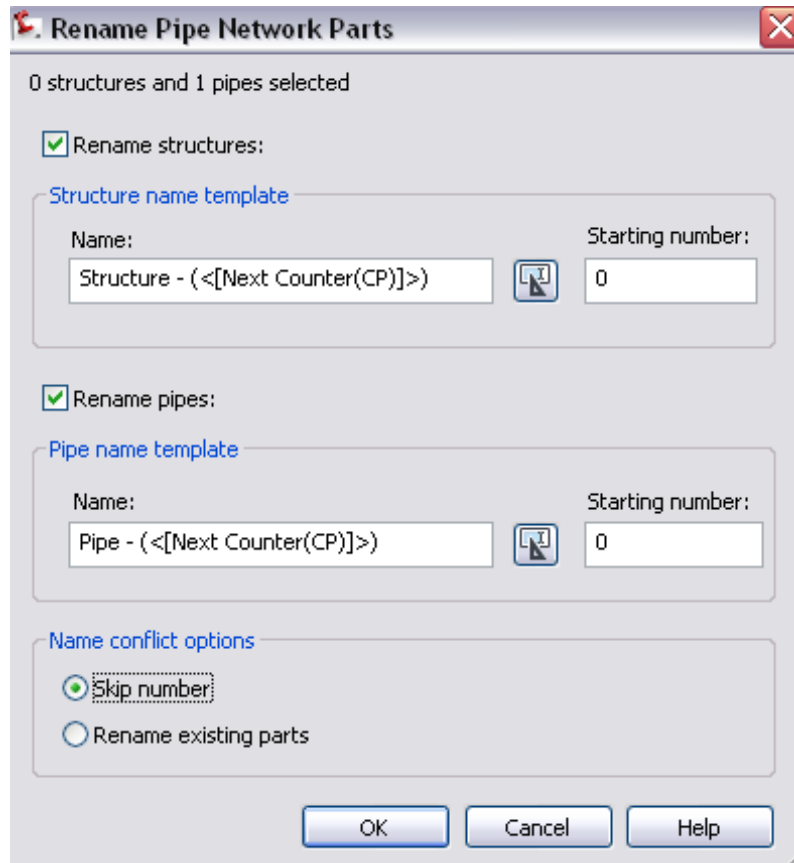 Rename Pipe Network Parts
0 structures and 1 pipes selected
Rename structures:
Structure name template
Name:
Starting number:
Structure - (<[Next Counter(CP)]>)
0
Rename pipes:
Pipe name template
Name:
Starting number:
Pipe - (<[Next Counter(CP)]>)
0
Name conflict options
Skip number
Rename existing parts
OK Cancel Help